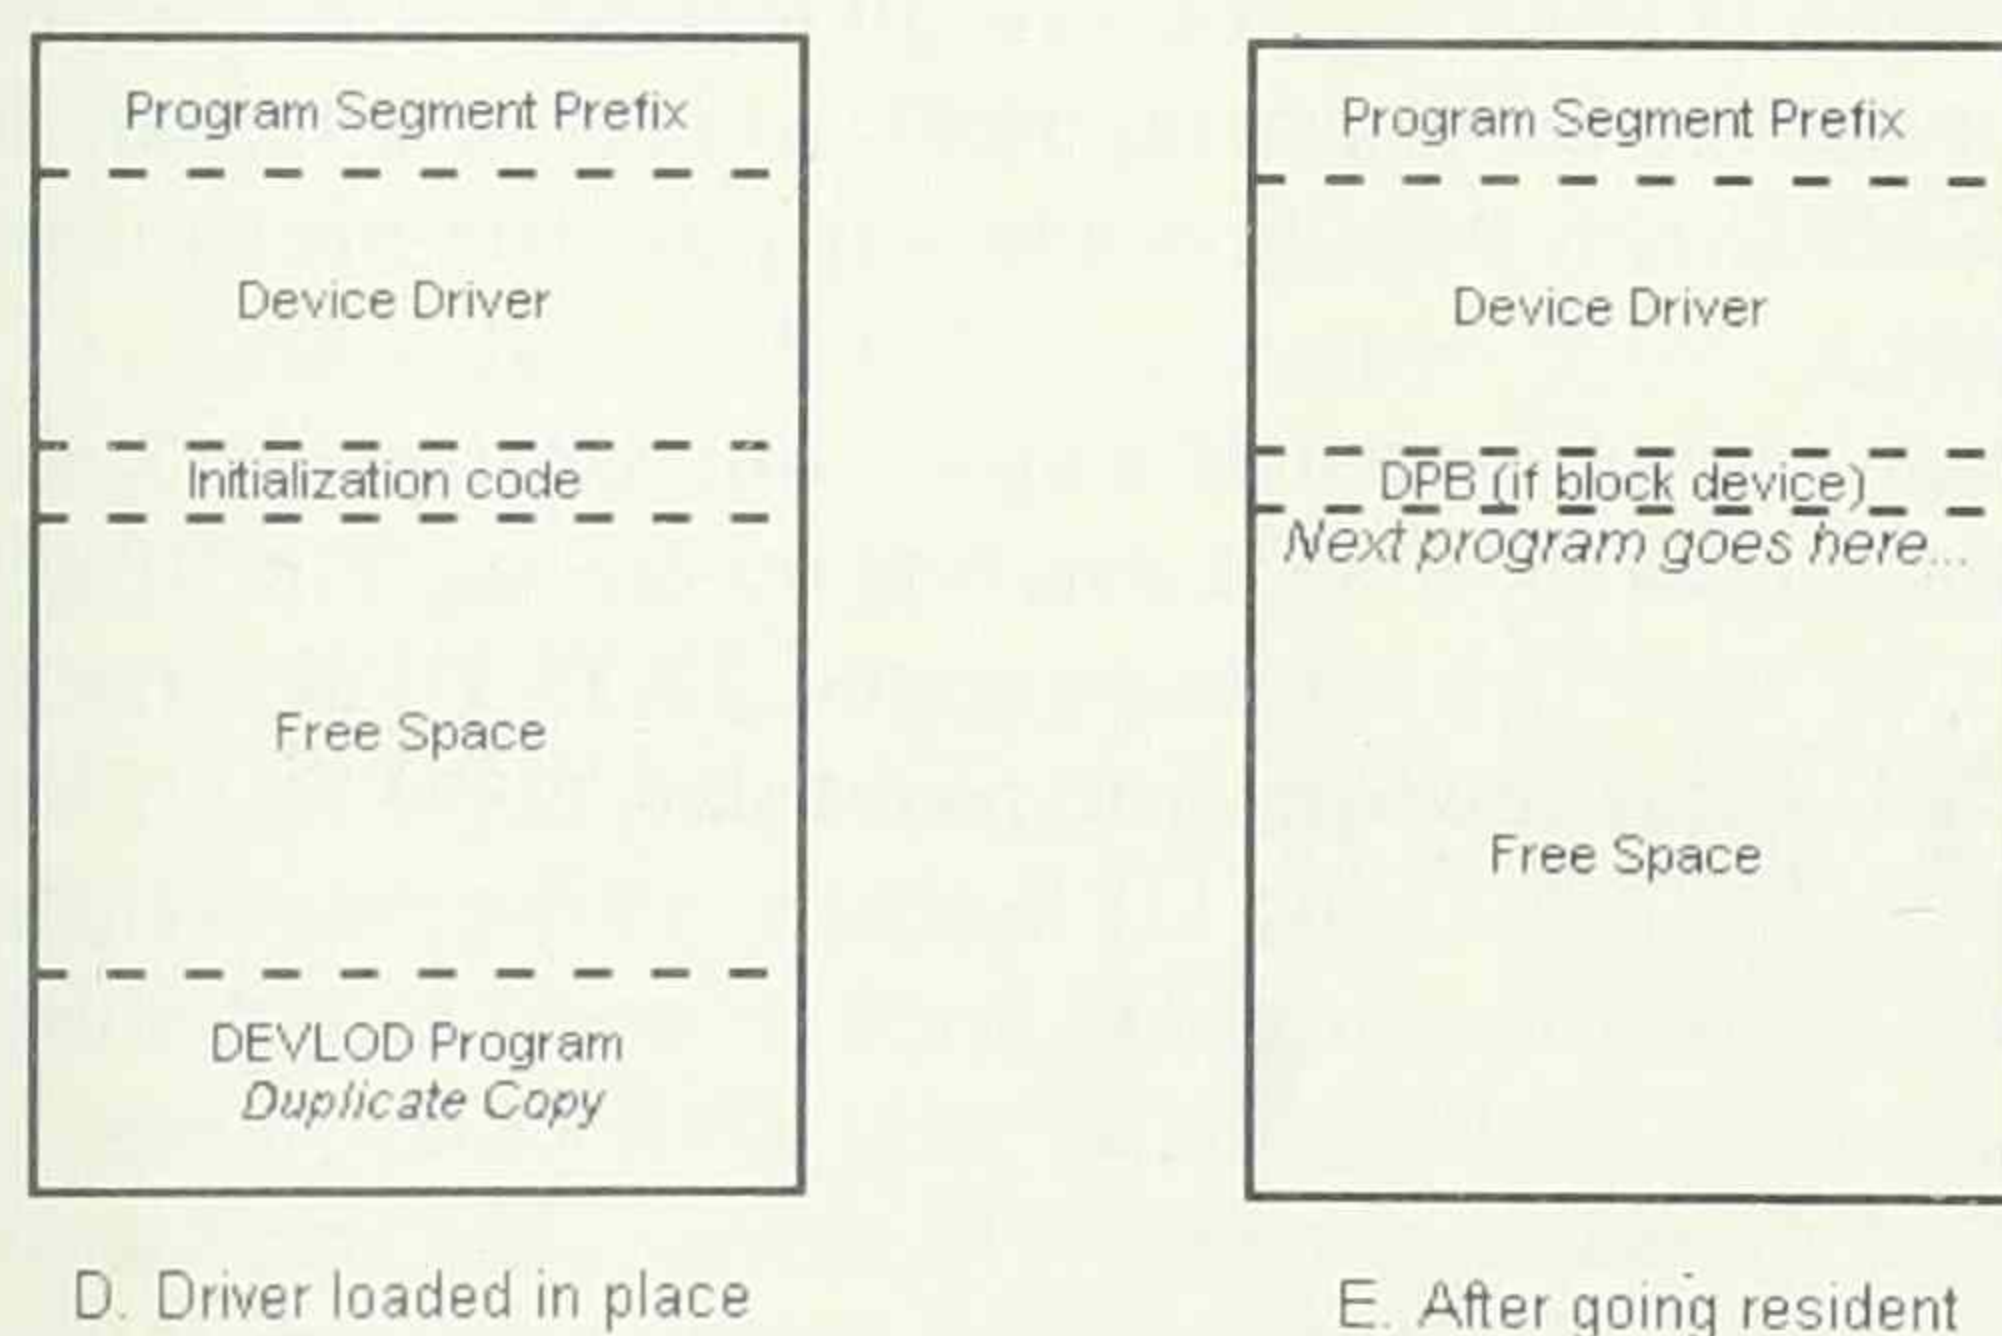 Program Segment Prefix
Device Driver
Initialization code
Free Space
DEVLOD Program
Duplicate Copy
D. Driver loaded in place
Program Segment Prefix
Device Driver
DPB (if block device)
Next program goes here...
Free Space
E. After going resident